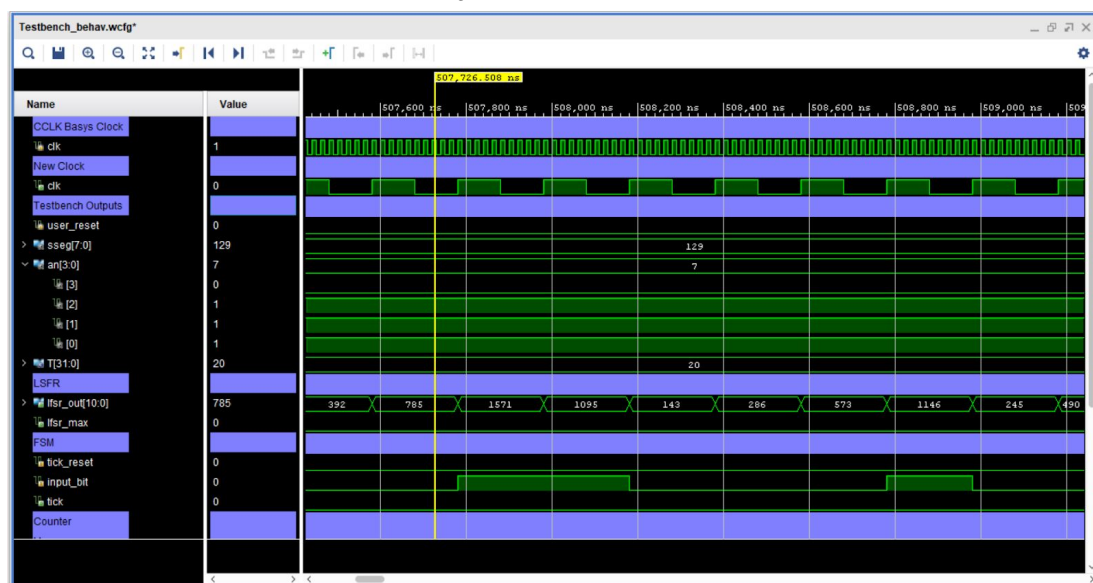 Testbench_behav.wcfg*
507,726.508 ns
Name Value 507,600 ns 507,800 ns 508,000 ns 508,200 ns 508,400 ns 508,600 ns 508,800 ns 509,000 ns 509
CCLK Basys Clock
clk 1
New Clock
clk 0
Testbench Outputs
user_reset 0
sseg[7:0] 129 129
an[3:0] 7 7
[3] 0
[2] 1
[1] 1
[0] 1
T[31:0] 20 20
LSFR
lfsr_out[10:0] 785 392 785 1571 1095 143 286 573 1146 245 490
lfsr_max 0
FSM
tick_reset 0
input_bit 0
tick 0
Counter